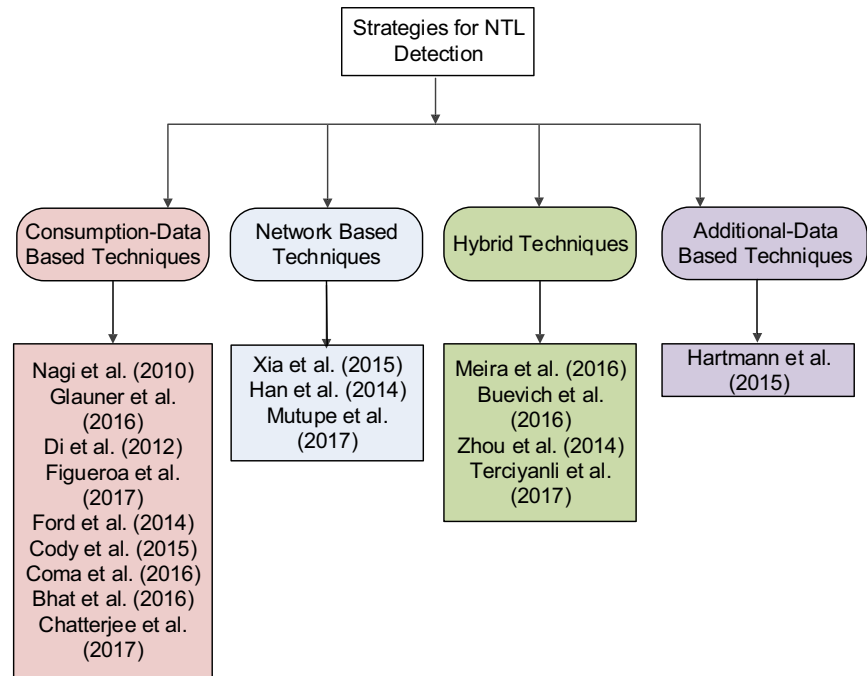 Strategies for NTL
Detection
Consumption-Data
Based Techniques
Network Based
Techniques
Hybrid Techniques
Additional-Data
Based Techniques
Nagi et al. (2010)
Glauner et al.
(2016)
Di et al. (2012)
Figueroa et al.
(2017)
Ford et al. (2014)
Cody et al. (2015)
Coma et al. (2016)
Bhat et al. (2016)
Chatterjee et al.
(2017)
Xia et al. (2015)
Han et al. (2014)
Mutupe et al.
(2017)
Meira et al. (2016)
Buevich et al.
(2016)
Zhou et al. (2014)
Terciyanli et al.
(2017)
Hartmann et al.
(2015)